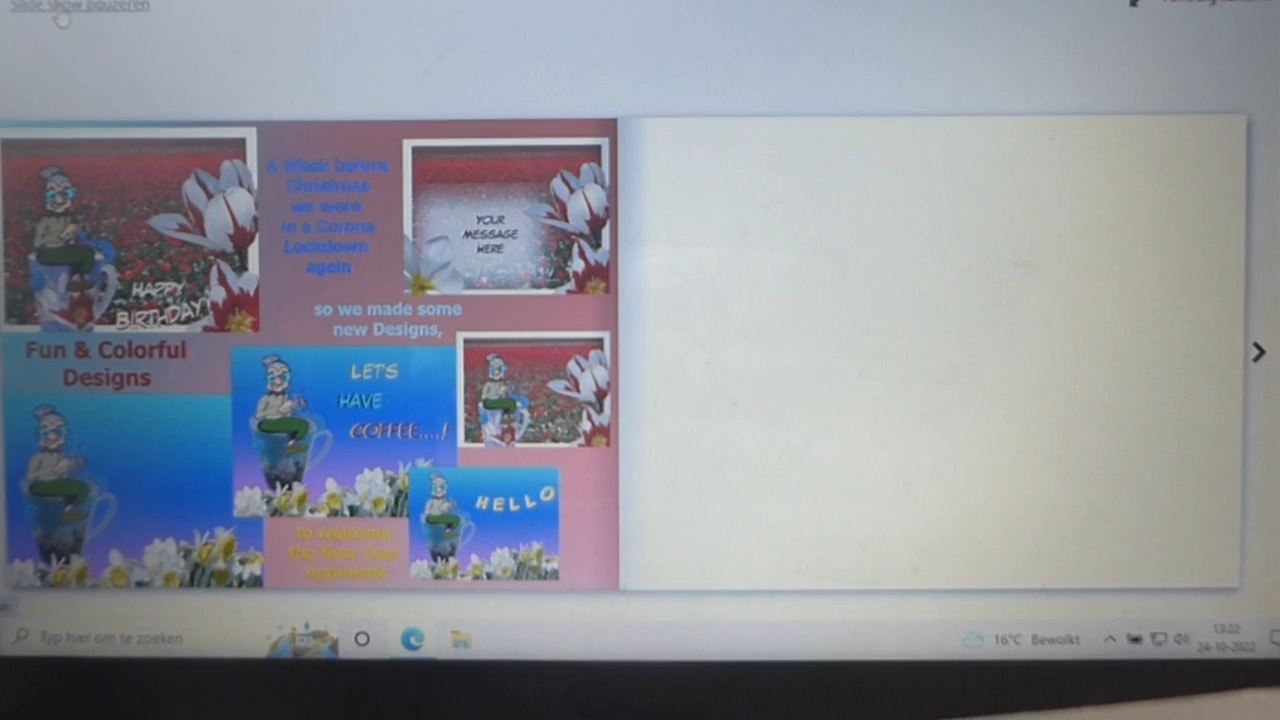 Slide show pauzeren
A Week before
Christmas
we were
in a Corona
Lockdown
again
YOUR
MESSAGE
HERE
HAPPY
BIRTHDAY!
so we made some
new Designs,
Fun & Colorful
Designs
LET'S
HAVE
COFFEE....!
HELLO
to welcome
the New Year
Typ hier om te zoeken
16°C Bewolkt
13:22
24-10-2022